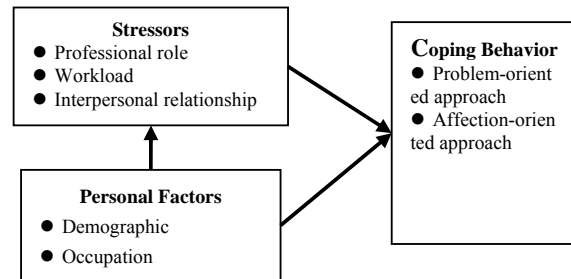 Stressors
● Professional role
● Workload
● Interpersonal relationship
Personal Factors
● Demographic
● Occupation
Coping Behavior
● Problem-orient
ed approach
● Affection-orien
ted approach